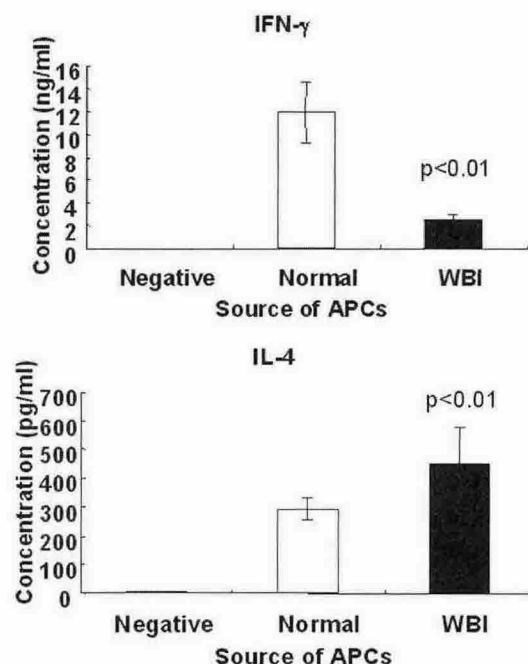 IFN-γ
Concentration (ng/ml)
16
14
12
10
8
6
4
2
0
p<0.01
Negative Normal WBI
Source of APCs
IL-4
Concentration (pg/ml)
700
600
500
400
300
200
100
0
p<0.01
Negative Normal WBI
Source of APCs